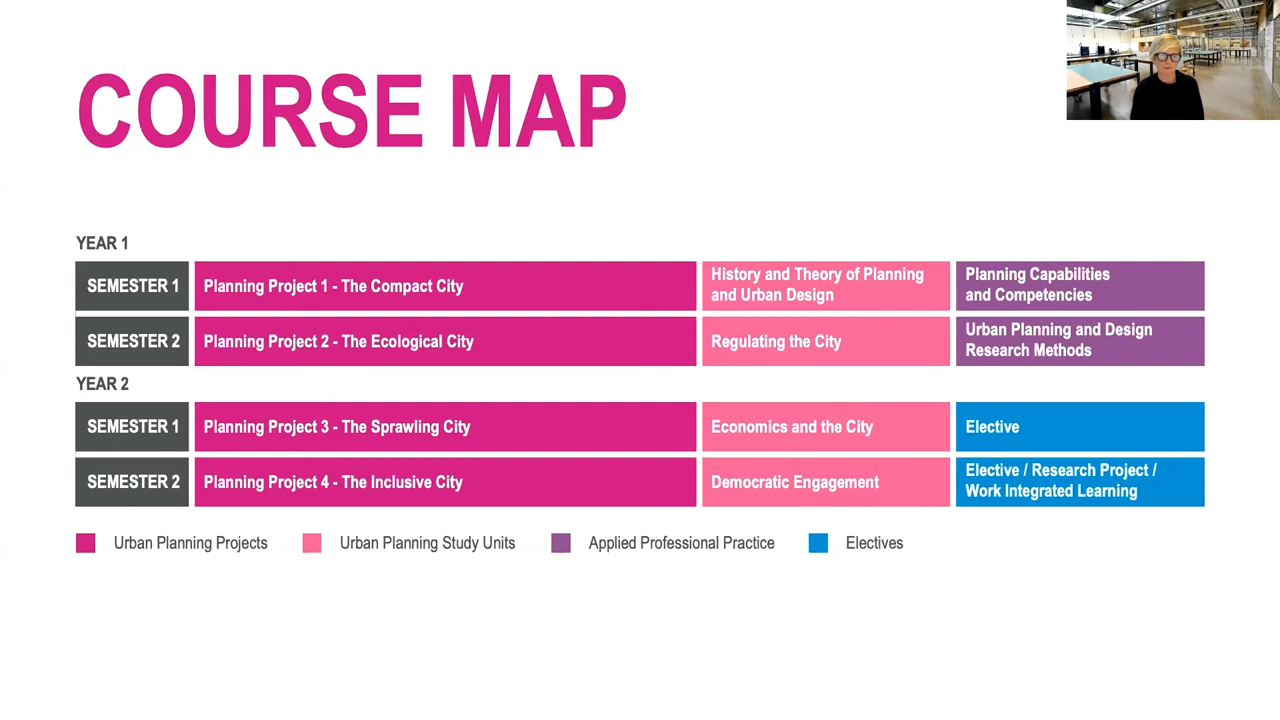 COURSE MAP
YEAR 1
SEMESTER 1
Planning Project 1 - The Compact City
History and Theory of Planning
and Urban Design
Planning Capabilities
and Competencies
SEMESTER 2
Planning Project 2 - The Ecological City
Regulating the City
Urban Planning and Design
Research Methods
YEAR 2
SEMESTER 1
Planning Project 3 - The Sprawling City
Economics and the City
Elective
SEMESTER 2
Planning Project 4 - The Inclusive City
Democratic Engagement
Elective / Research Project /
Work Integrated Learning
Urban Planning Projects
Urban Planning Study Units
Applied Professional Practice
Electives